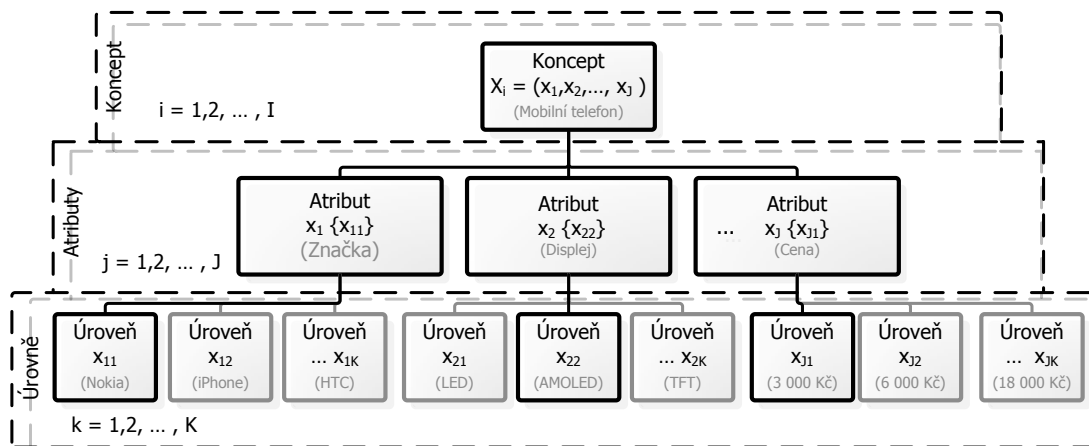 Koncept
Koncept
Xi = (x1,x2,..., xJ )
(Mobilní telefon)
i = 1,2, ... , I
Atributy
Atribut
x1 {x11}
(Značka)
Atribut
x2 {x22}
(Displej)
Atribut
... xJ {xJ1}
(Cena)
j = 1,2, ... , J
Úrovně
Úroveň
x11
(Nokia)
Úroveň
x12
(iPhone)
Úroveň
... x1K
(HTC)
Úroveň
x21
(LED)
Úroveň
x22
(AMOLED)
Úroveň
... x2K
(TFT)
Úroveň
xJ1
(3 000 Kč)
Úroveň
xJ2
(6 000 Kč)
Úroveň
... xJK
(18 000 Kč)
k = 1,2, ... , K